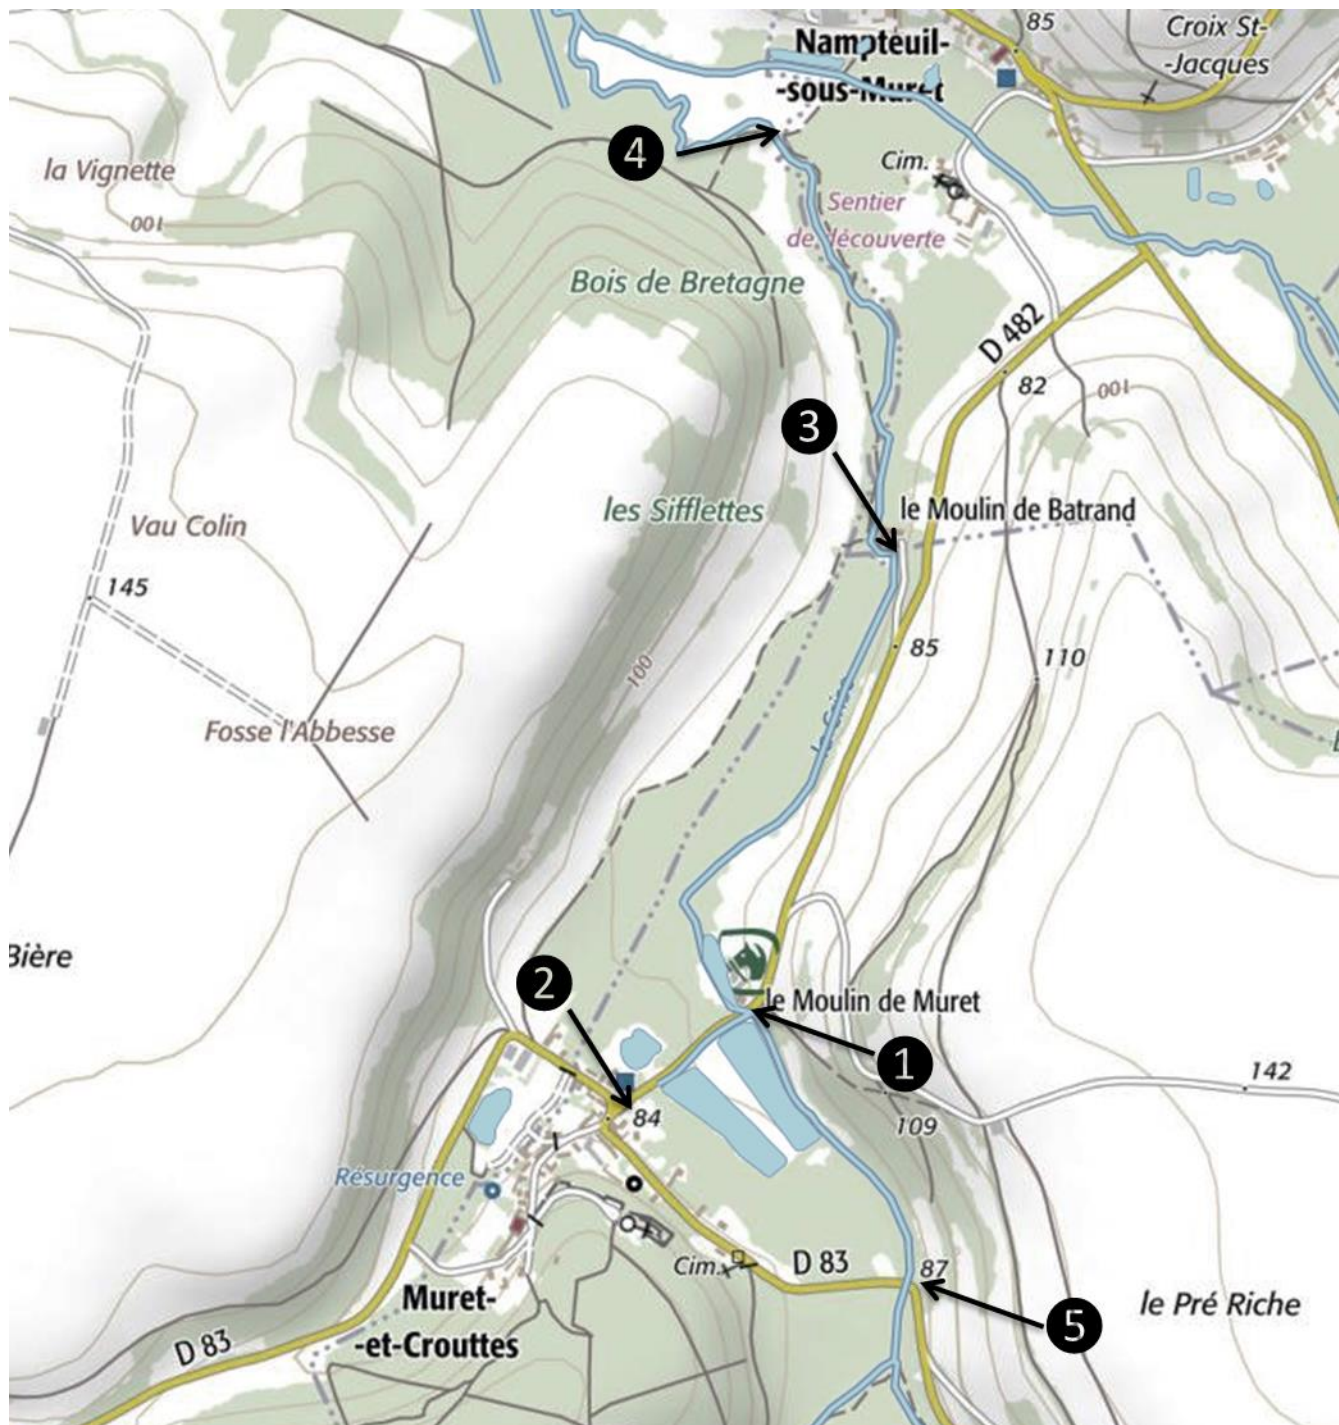 85
Croix St-
-Jacques
Nampteuil-
-sous-Muret
4
la Vignette
Cim.
Sentier
de découverte
100
Bois de Bretagne
D 482
82
100
3
le Moulin de Batrand
les Sifflettes
Vau Colin
145
85
110
100
Fosse l'Abbesse
Bière
2
le Moulin de Muret
1
142
84
109
Résurgence
Cim.
D 83
87
le Pré Riche
Muret-
-et-Crouttes
5
D 83